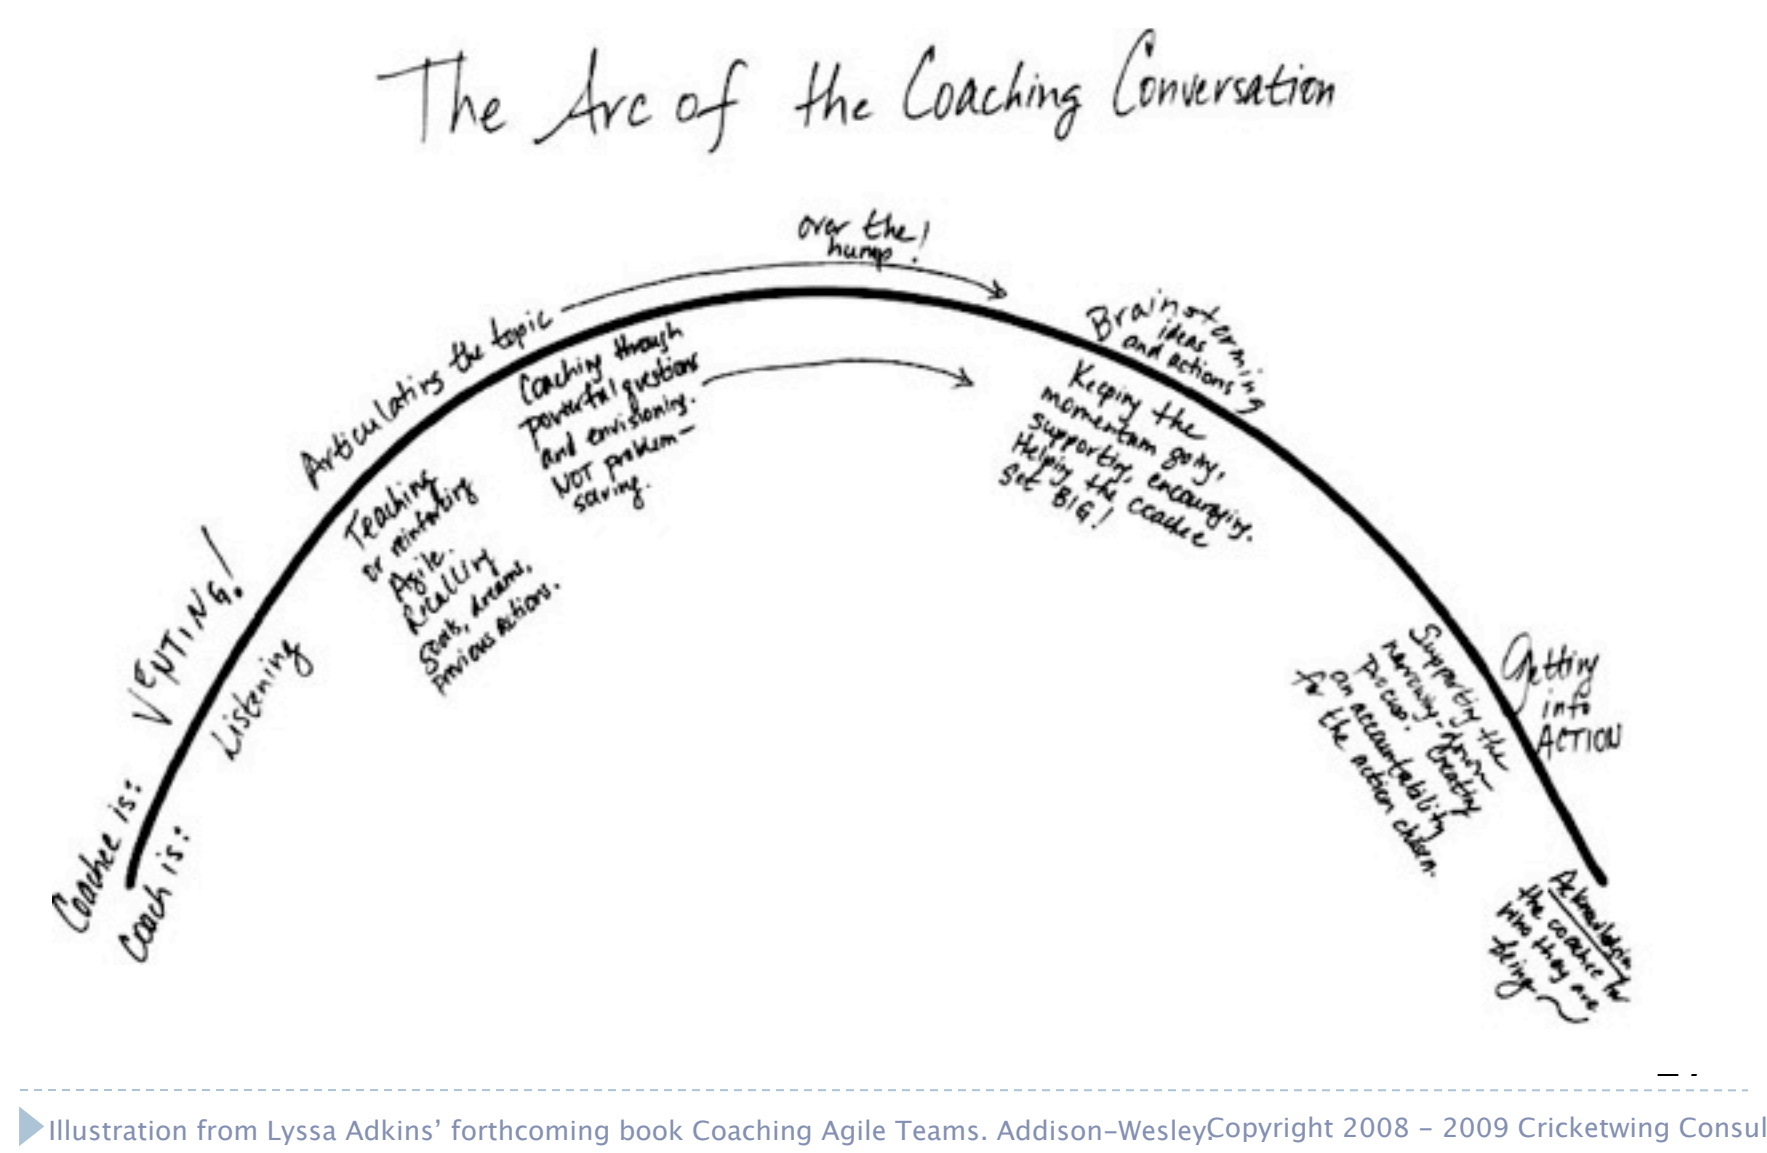 The Arc of the Coaching Conversation
over the!
hump
Coachee is:
VENTING!
Articulating the topic
Brainstorming
ideas
and actions
Getting
into
ACTION
Coach is:
Listening
Teaching
or reinforcing
Agile.
Recalling
goals, dreams,
previous actions.
Coaching through
powerful questions
and envisioning.
NOT problem-
solving.
Keeping the
momentum going,
supporting, encouraging.
Helping the coachee
get BIG!
Supporting the
narrowing-down
process. Creating
an accountability
for the action chosen.
Acknowledging
the coachee for
who they are
being
Illustration from Lyssa Adkins’ forthcoming book Coaching Agile Teams. Addison-Wesley.
Copyright 2008 - 2009 Cricketwing Consul